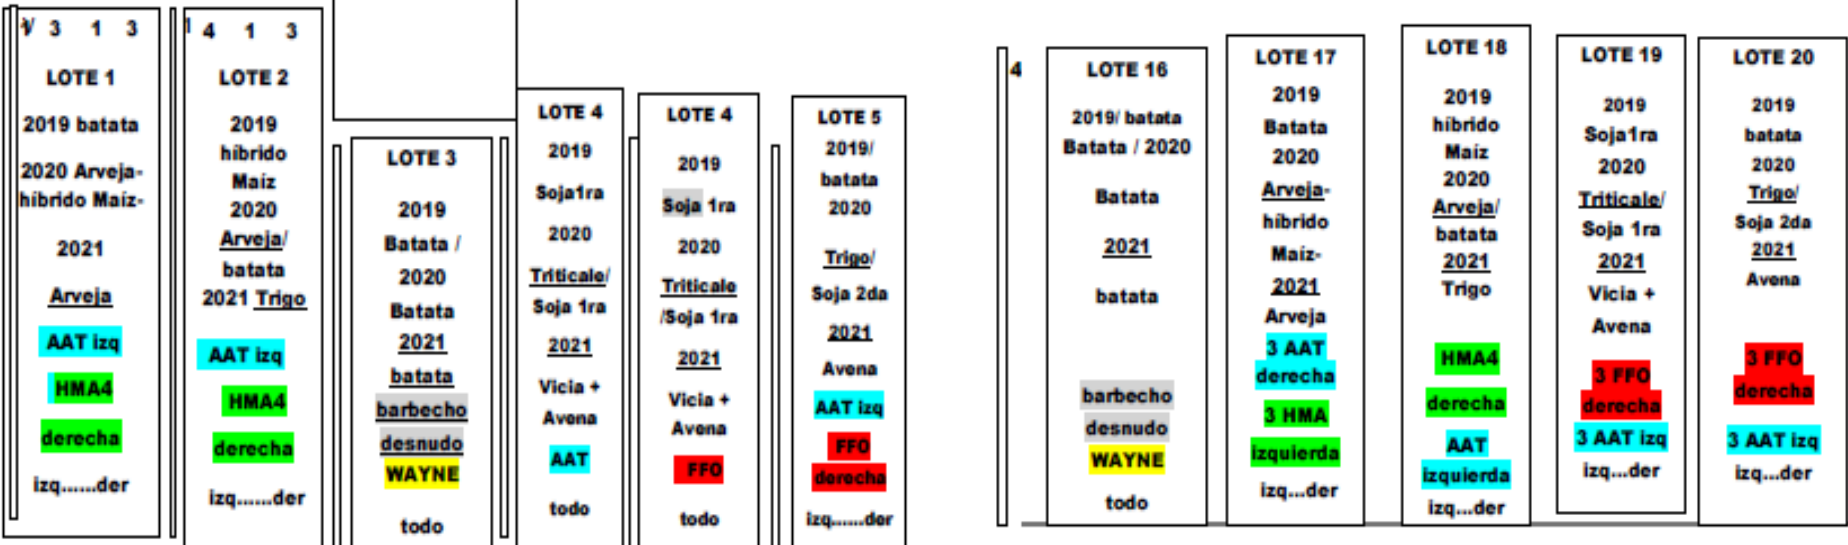 3 1 3
LOTE 1
2019 batata
2020 Arveja-
híbrido Maíz-
2021
Arveja
AAT izq
HMA4
derecha
izq......der
4 1 3
LOTE 2
2019
híbrido
Maíz
2020
Arveja/
batata
2021 Trigo
AAT izq
HMA4
derecha
izq......der
LOTE 3
2019
Batata /
2020
Batata
2021
batata
barbecho
desnudo
WAYNE
todo
LOTE 4
2019
Soja1ra
2020
Triticale/
Soja 1ra
2021
Vicia +
Avena
AAT
todo
LOTE 4
2019
Soja 1ra
2020
Triticale
/Soja 1ra
2021
Vicia +
Avena
FFO
todo
LOTE 5
2019/
batata
2020
Trigo/
Soja 2da
2021
Avena
AAT izq
FFO
derecha
izq......der
4
LOTE 16
2019/ batata
Batata / 2020
Batata
2021
batata
barbecho
desnudo
WAYNE
todo
LOTE 17
2019
Batata
2020
Arveja-
híbrido
Maíz-
2021
Arveja
3 AAT
derecha
3 HMA
izquierda
izq...der
LOTE 18
2019
híbrido
Maíz
2020
Arveja/
batata
2021
Trigo
HMA4
derecha
AAT
izquierda
izq...der
LOTE 19
2019
Soja1ra
2020
Triticale/
Soja 1ra
2021
Vicia +
Avena
3 FFO
derecha
3 AAT izq
izq...der
LOTE 20
2019
batata
2020
Trigo/
Soja 2da
2021
Avena
3 FFO
derecha
3 AAT izq
izq...der